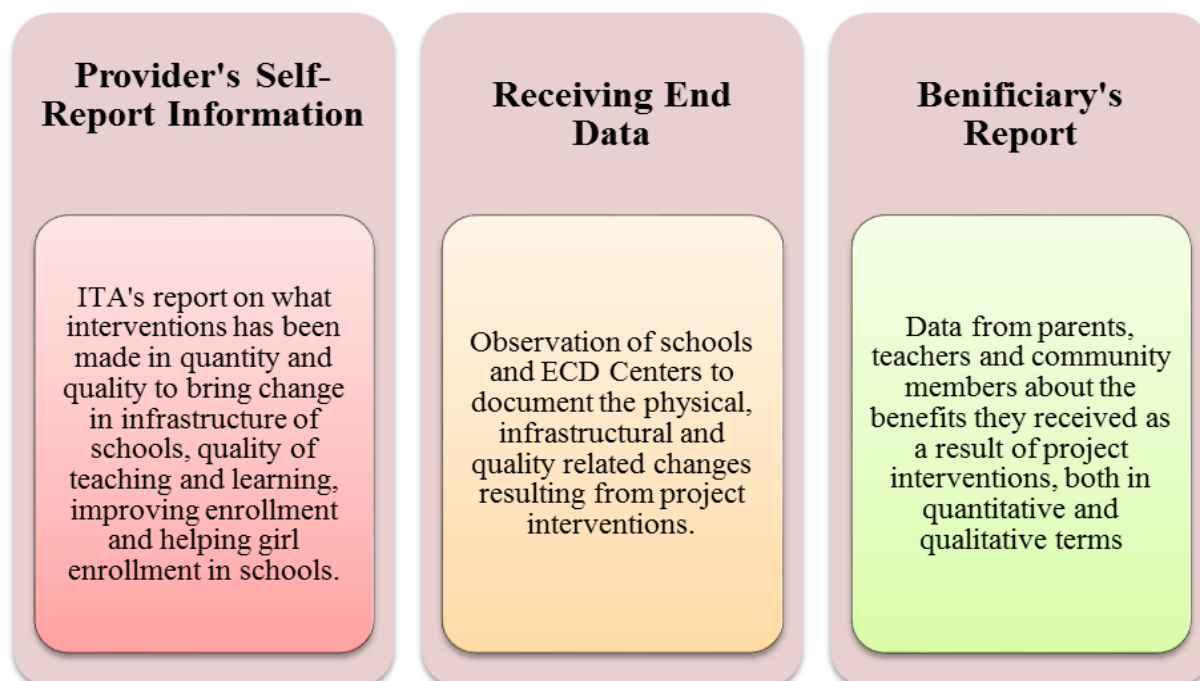 Provider's Self-
Report Information
ITA's report on what
interventions has been
made in quantity and
quality to bring change
in infrastructure of
schools, quality of
teaching and learning,
improving enrollment
and helping girl
enrollment in schools.
Receiving End
Data
Observation of schools
and ECD Centers to
document the physical,
infrastructural and
quality related changes
resulting from project
interventions.
Benificiary's
Report
Data from parents,
teachers and community
members about the
benefits they received as
a result of project
interventions, both in
quantitative and
qualitative terms